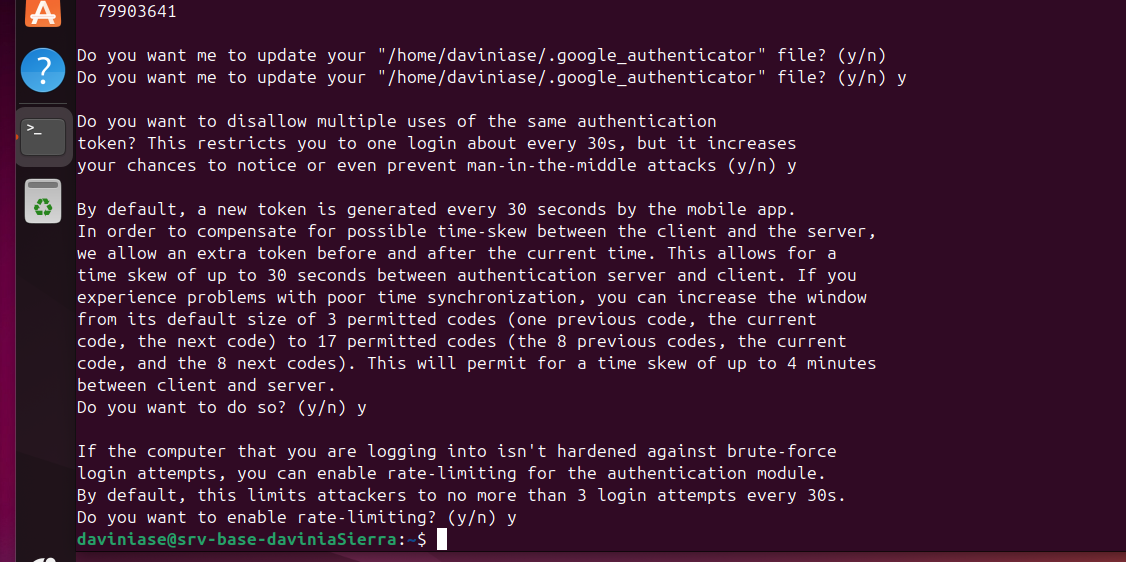 79903641
Do you want me to update your "/home/daviniase/.google_authenticator" file? (y/n)
Do you want me to update your "/home/daviniase/.google_authenticator" file? (y/n) y
Do you want to disallow multiple uses of the same authentication
token? This restricts you to one login about every 30s, but it increases
your chances to notice or even prevent man-in-the-middle attacks (y/n) y
By default, a new token is generated every 30 seconds by the mobile app.
In order to compensate for possible time-skew between the client and the server,
we allow an extra token before and after the current time. This allows for a
time skew of up to 30 seconds between authentication server and client. If you
experience problems with poor time synchronization, you can increase the window
from its default size of 3 permitted codes (one previous code, the current
code, the next code) to 17 permitted codes (the 8 previous codes, the current
code, and the 8 next codes). This will permit for a time skew of up to 4 minutes
between client and server.
Do you want to do so? (y/n) y
If the computer that you are logging into isn't hardened against brute-force
login attempts, you can enable rate-limiting for the authentication module.
By default, this limits attackers to no more than 3 login attempts every 30s.
Do you want to enable rate-limiting? (y/n) y
daviniase@srv-base-daviniaSierra:~$